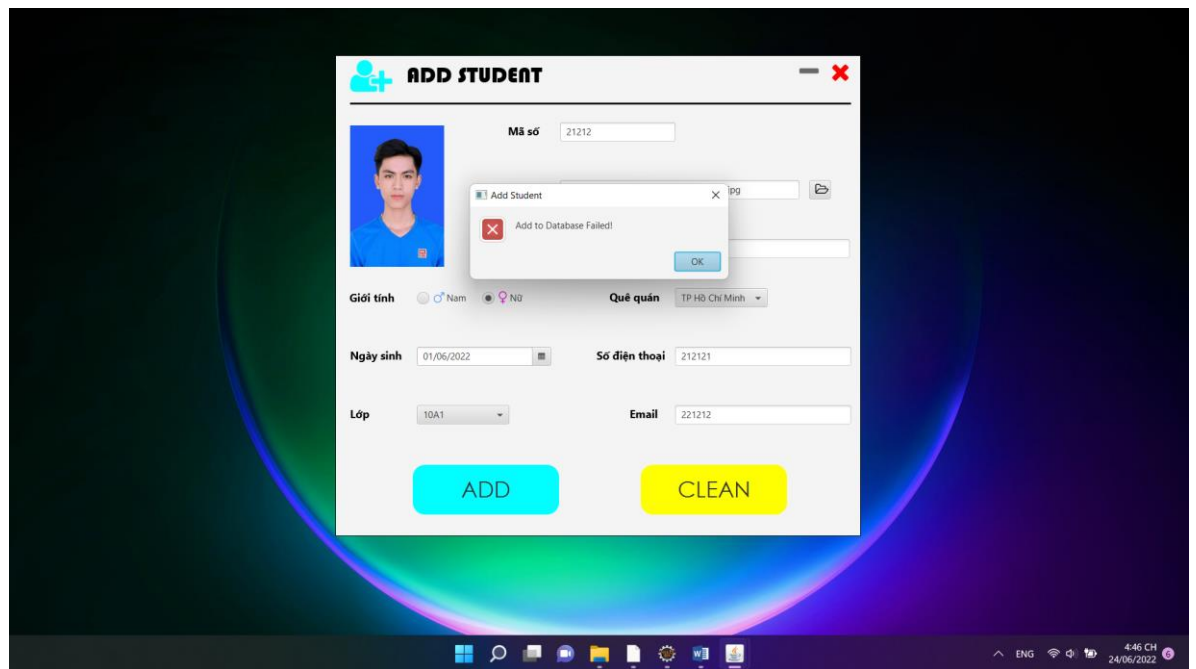 ADD STUDENT
Mã số 21212
Add Student
jpg
Add to Database Failed!
OK
Giới tính Nam Nữ Quê quán TP Hồ Chí Minh
Ngày sinh 01/06/2022 Số điện thoại 212121
Lớp 10A1 Email 221212
ADD CLEAN
ENG 4:46 CH
24/06/2022 6